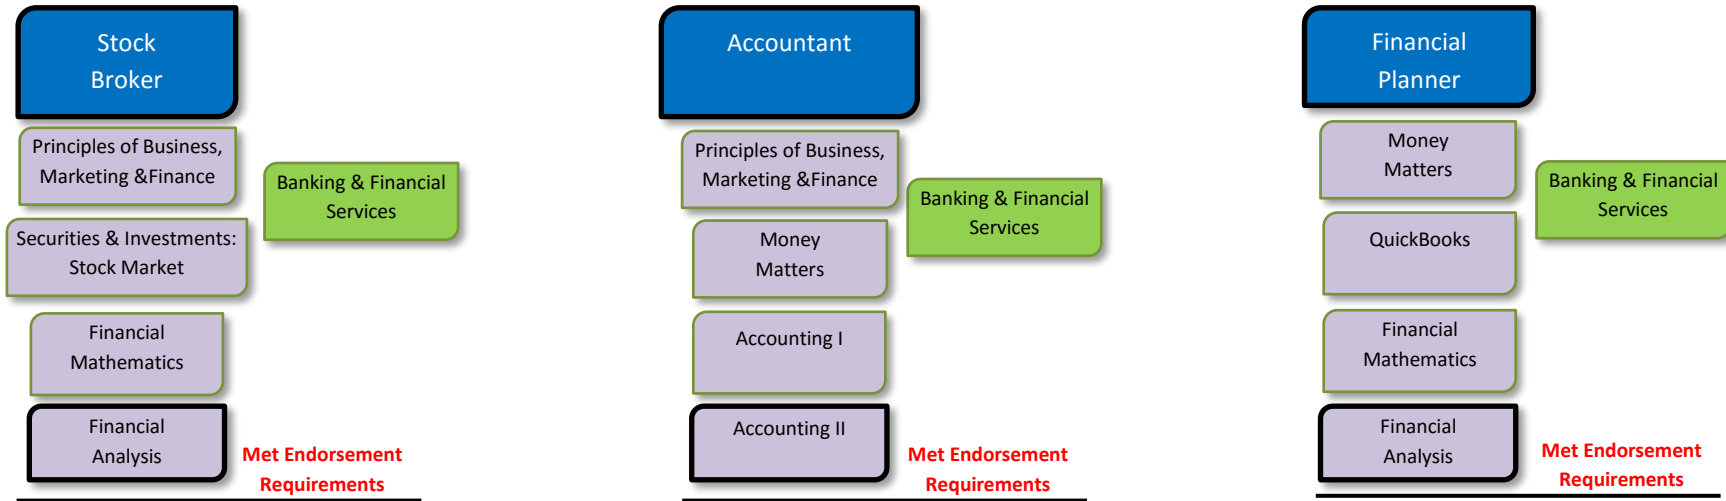 Stock
Broker
Principles of Business,
Marketing &Finance
Banking & Financial
Services
Securities & Investments:
Stock Market
Financial
Mathematics
Financial
Analysis
Met Endorsement
Requirements
Accountant
Principles of Business,
Marketing &Finance
Banking & Financial
Services
Money
Matters
Accounting I
Accounting II
Met Endorsement
Requirements
Financial
Planner
Money
Matters
Banking & Financial
Services
QuickBooks
Financial
Mathematics
Financial
Analysis
Met Endorsement
Requirements